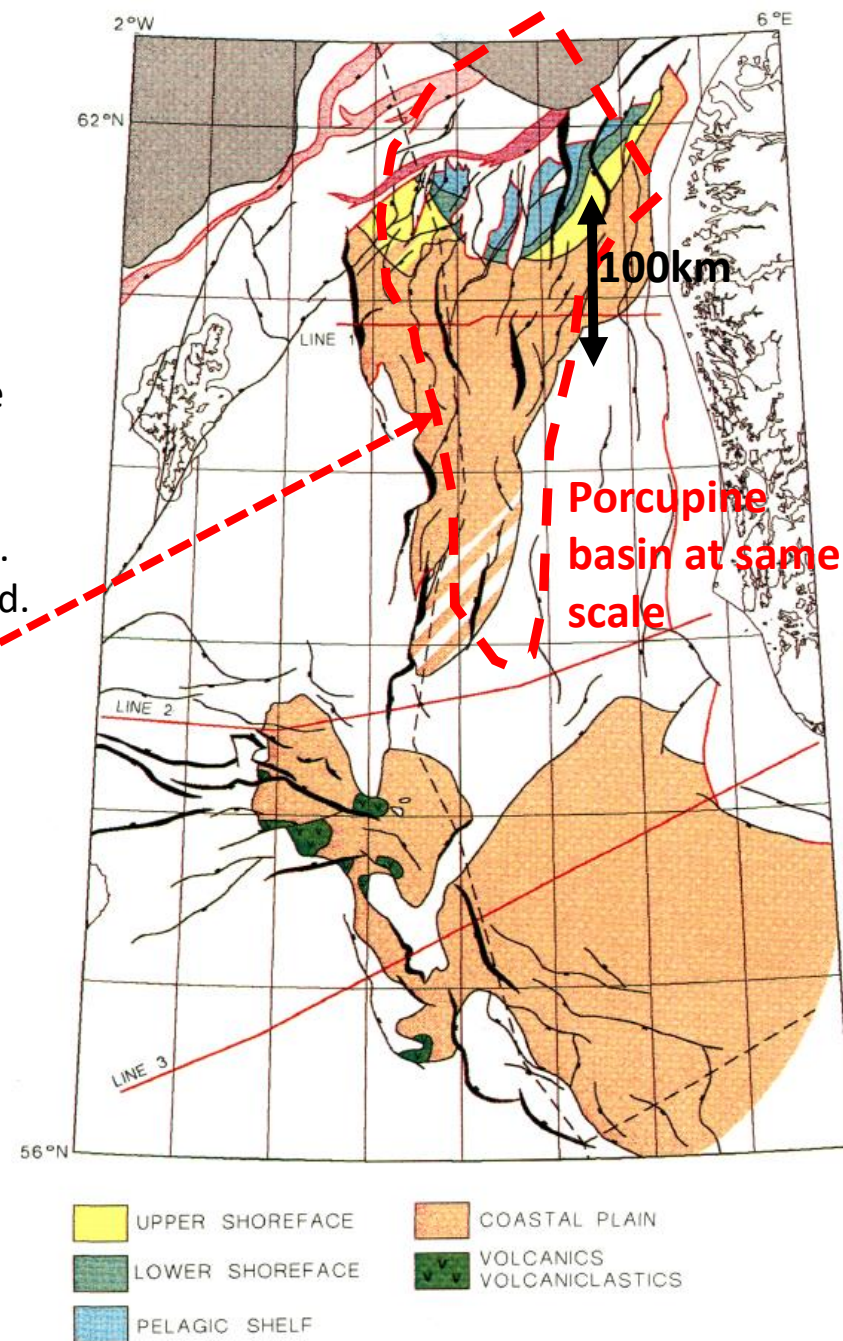 2°W
6°E
62°N
100km
LINE 1
e
.
d.
Porcupine
basin at same
scale
LINE 2
LINE 3
56°N
UPPER SHOREFACE
COASTAL PLAIN
LOWER SHOREFACE
VOLCANICS
VOLCANICLASTICS
PELAGIC SHELF